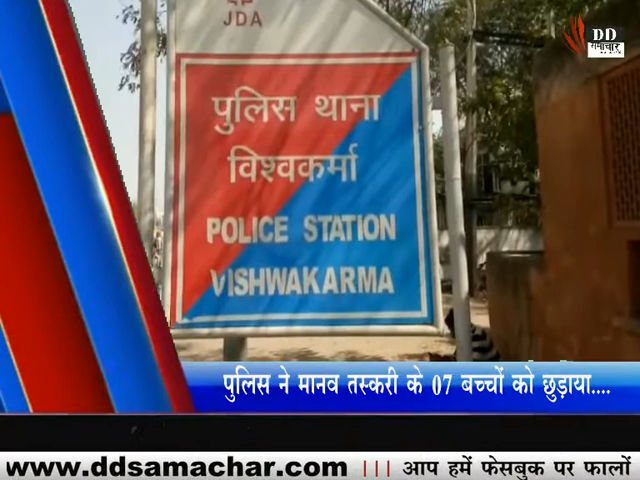 JDA
DD
समाचार
पुलिस थाना
विश्वकर्मा
POLICE STATION
VISHWAKARMA
पुलिस ने मानव तस्करी के 07 बच्चों को छुड़ाया....
www.ddsamachar.com ||| आप हमें फेसबुक पर फालों